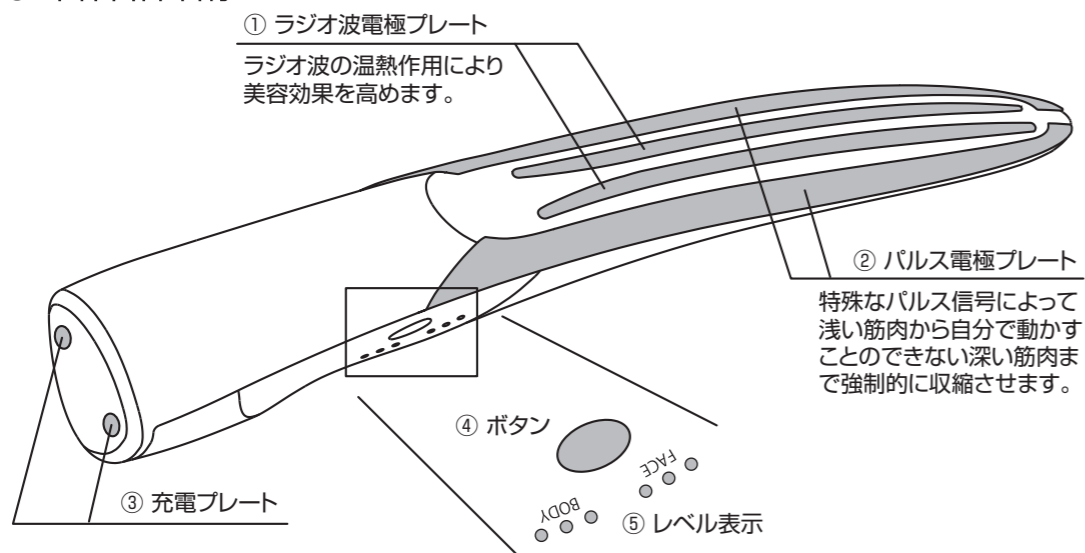 ① ラジオ波電極プレート
ラジオ波の温熱作用により
美容効果を高めます。
② パルス電極プレート
特殊なパルス信号によって
浅い筋肉から自分で動かす
ことのできない深い筋肉ま
で強制的に収縮させます。
④ ボタン
FACE
BODY
⑤ レベル表示
③ 充電プレート